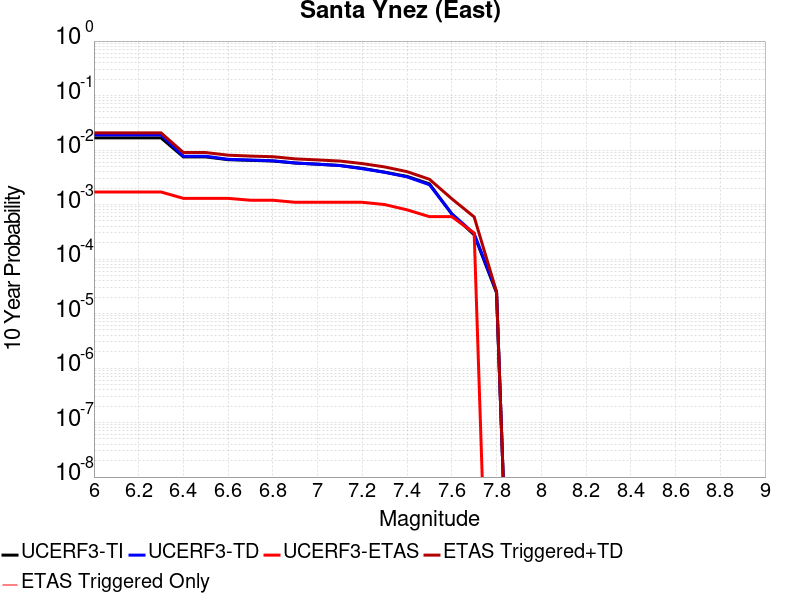 Santa Ynez (East)
10^0
10^-1
10^-2
10^-3
10^-4
10^-5
10^-6
10^-7
10^-8
10 Year Probability
6 6.2 6.4 6.6 6.8 7 7.2 7.4 7.6 7.8 8 8.2 8.4 8.6 8.8 9
Magnitude
UCERF3-TI UCERF3-TD UCERF3-ETAS ETAS Triggered+TD
ETAS Triggered Only